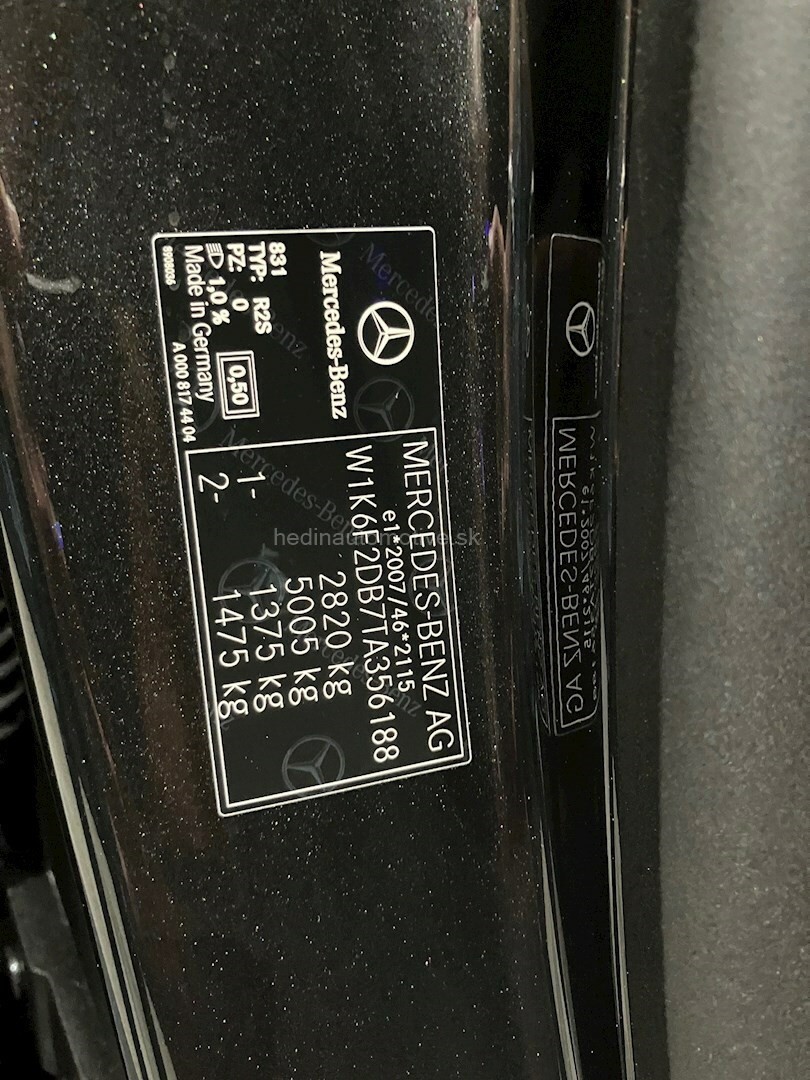 Mercedes-Benz
831
TYP: R2S
PZ: 0
1,0 %
0,50
Made in Germany
A 000 817 44 04
MERCEDES-BENZ AG
e1*2007/46*2115
W1K6F2DB7TA356188
2820 kg
5005 kg
1- 1375 kg
2- 1475 kg
hedinautomotive.sk
MERCEDES-BENZ AG